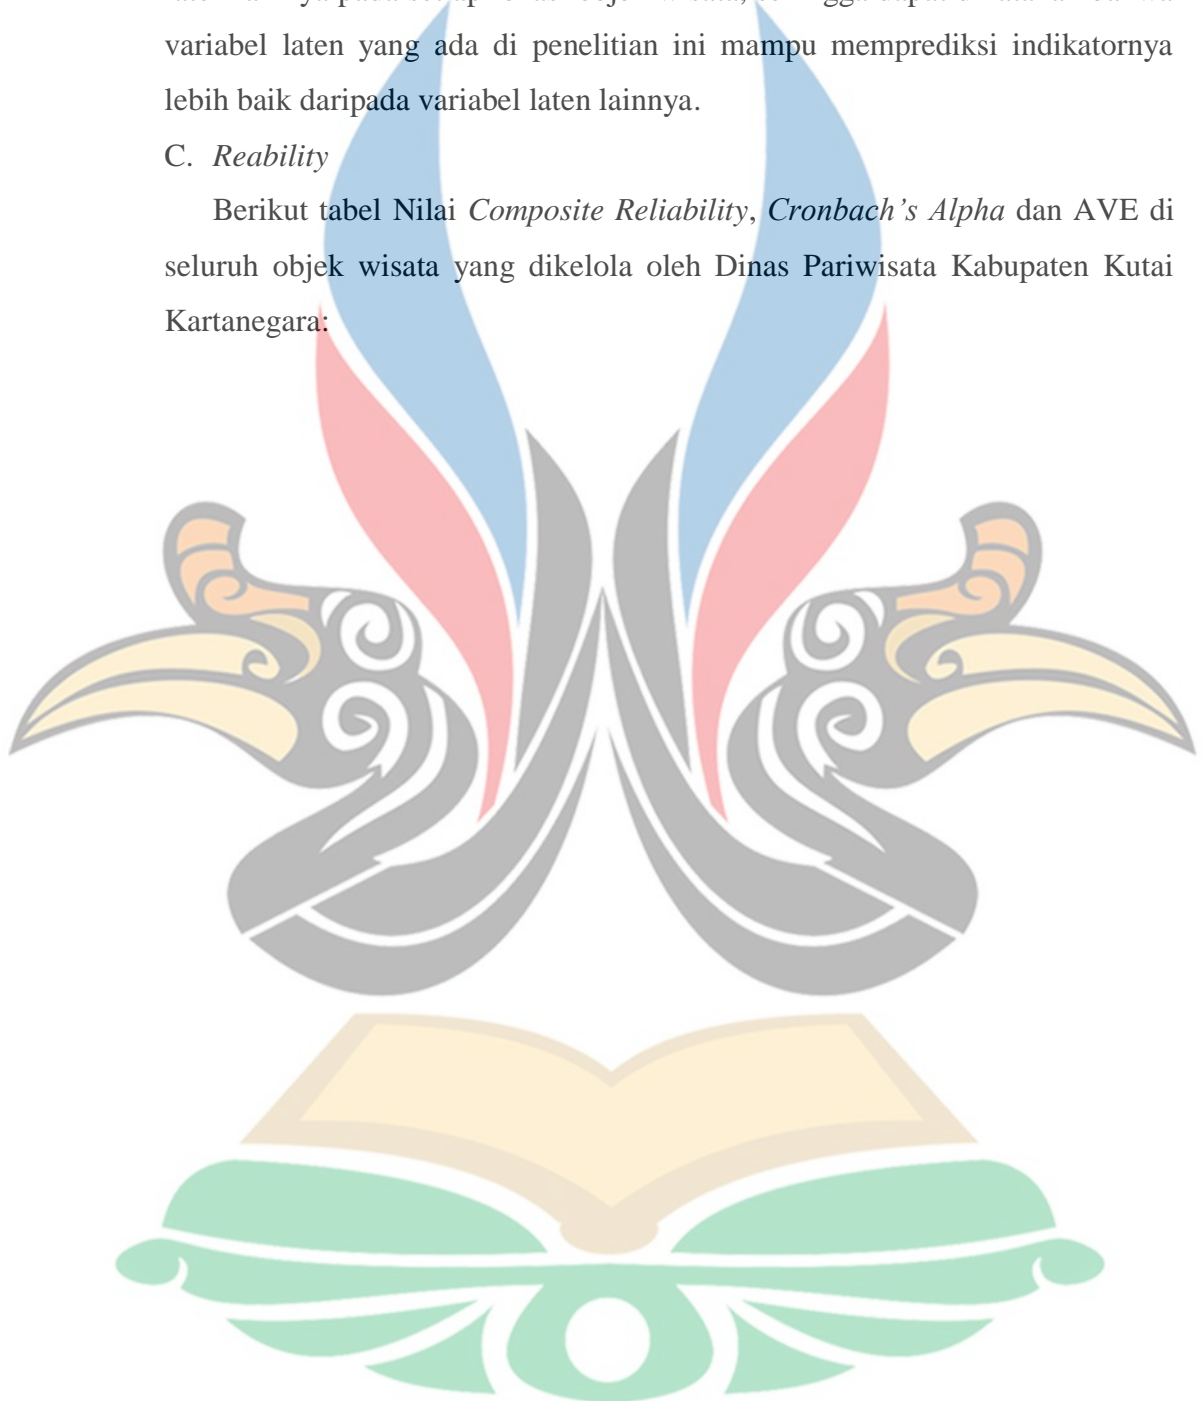 variabel laten yang ada di penelitian ini mampu memprediksi indikatornya
lebih baik daripada variabel laten lainnya.
C. Reability
Berikut tabel Nilai Composite Reliability, Cronbach’s Alpha dan AVE di
seluruh objek wisata yang dikelola oleh Dinas Pariwisata Kabupaten Kutai
Kartanegara: